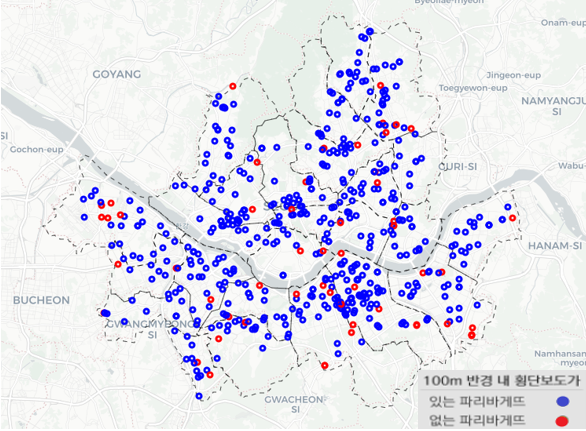 Byeollae-myeon
Onam-eup
GOYANG
Jingeon-eup
Toegyewon-eup
NAMYANGJU
SI
SI
Gochon-eup
GURI-SI
Wabu-
HANAM-SI
BUCHEON
GWANGMYEONG
SI
Namhansan
myeo
GWACHEON-
SI
100m 반경 내 횡단보도가
있는 파리바게뜨
없는 파리바게뜨